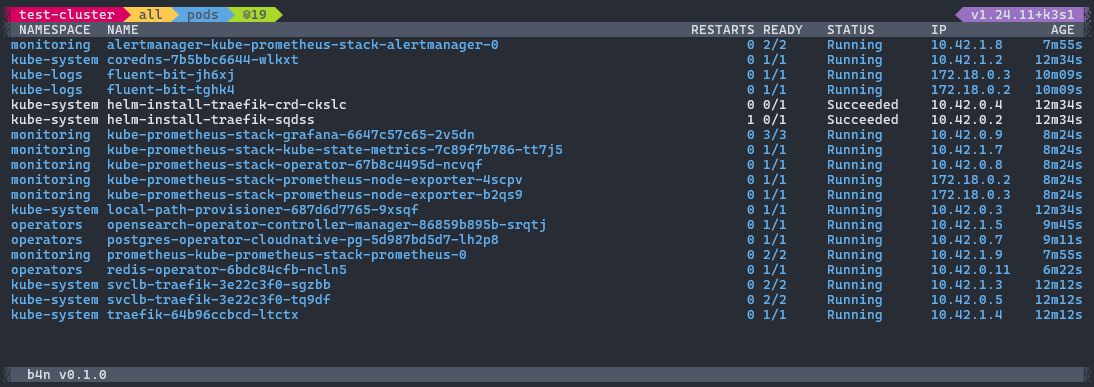 test-cluster all pods @19 v1.24.11+k3s1
NAMESPACE NAME RESTARTS READY STATUS IP AGE
monitoring alertmanager-kube-prometheus-stack-alertmanager-0 0 2/2 Running 10.42.1.8 7m55s
kube-system coredns-7b5bbc6644-wlkxt 0 1/1 Running 10.42.1.2 12m34s
kube-logs fluent-bit-jh6xj 0 1/1 Running 172.18.0.3 10m09s
kube-logs fluent-bit-tghk4 0 1/1 Running 172.18.0.2 10m09s
kube-system helm-install-traefik-crd-ckslc 0 0/1 Succeeded 10.42.0.4 12m34s
kube-system helm-install-traefik-sqdss 1 0/1 Succeeded 10.42.0.2 12m34s
monitoring kube-prometheus-stack-grafana-6647c57c65-2v5dn 0 3/3 Running 10.42.0.9 8m24s
monitoring kube-prometheus-stack-kube-state-metrics-7c89f7b786-tt7j5 0 1/1 Running 10.42.1.7 8m24s
monitoring kube-prometheus-stack-operator-67b8c4495d-ncvqf 0 1/1 Running 10.42.0.8 8m24s
monitoring kube-prometheus-stack-prometheus-node-exporter-4scpv 0 1/1 Running 172.18.0.2 8m24s
monitoring kube-prometheus-stack-prometheus-node-exporter-b2qs9 0 1/1 Running 172.18.0.3 8m24s
kube-system local-path-provisioner-687d6d7765-9xsqf 0 1/1 Running 10.42.0.3 12m34s
operators opensearch-operator-controller-manager-86859b895b-srqtj 0 1/1 Running 10.42.1.5 9m45s
operators postgres-operator-cloudnative-pg-5d987bd5d7-lh2p8 0 1/1 Running 10.42.0.7 9m11s
monitoring prometheus-kube-prometheus-stack-prometheus-0 0 2/2 Running 10.42.1.9 7m55s
operators redis-operator-6bdc84cfb-ncln5 0 1/1 Running 10.42.0.11 6m22s
kube-system svclb-traefik-3e22c3f0-sgzbb 0 2/2 Running 10.42.1.3 12m12s
kube-system svclb-traefik-3e22c3f0-tq9df 0 2/2 Running 10.42.0.5 12m12s
kube-system traefik-64b96ccbcd-ltctx 0 1/1 Running 10.42.1.4 12m12s
b4n v0.1.0